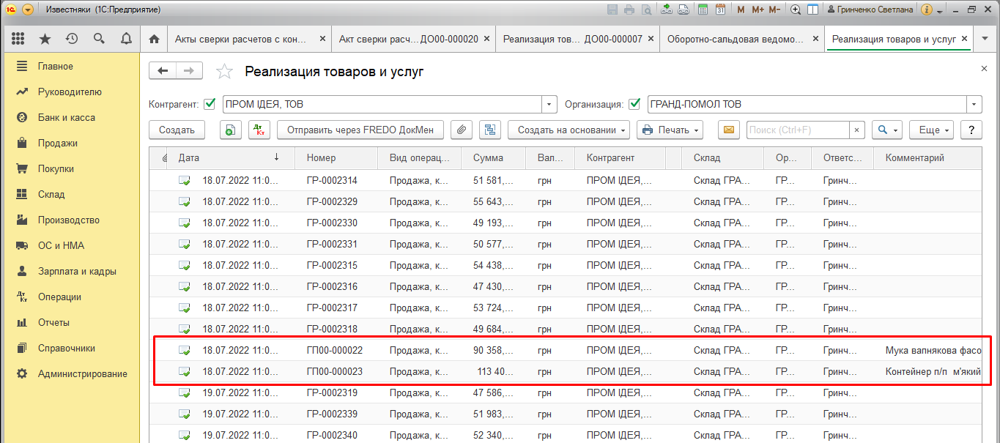 Известняки (1С:Предприятие) M M+ M- 31 Гринченко Светлана
Акты сверки расчетов с кон... × Акт сверки расч... ДО00-000020 × Реализация тов... ДО00-000007 × Оборотно-сальдовая ведомо... × Реализация товаров и услуг ×
Главное
Руководителю
Банк и касса
Продажи
Покупки
Склад
Производство
ОС и НМА
Зарплата и кадры
Операции
Отчеты
Справочники
Администрирование
Реализация товаров и услуг
Контрагент: ПРОМ ІДЕЯ, ТОВ Организация: ГРАНД-ПОМОЛ ТОВ
Создать Дт Кт Отправить через FREDO ДокМен Создать на основании Печать Поиск (Ctrl+F) × Еще ?
Дата Номер Вид операц... Сумма Вал... Контрагент Склад Ор... Ответс... Комментарий
18.07.2022 11:0... ГР-0002314 Продажа, к... 51 581,... грн ПРОМ ІДЕЯ,... Склад ГРА... ГР... Гринч...
18.07.2022 11:0... ГР-0002329 Продажа, к... 55 643,... грн ПРОМ ІДЕЯ,... Склад ГРА... ГР... Гринч...
18.07.2022 11:0... ГР-0002330 Продажа, к... 49 193,... грн ПРОМ ІДЕЯ,... Склад ГРА... ГР... Гринч...
18.07.2022 11:0... ГР-0002331 Продажа, к... 50 577,... грн ПРОМ ІДЕЯ,... Склад ГРА... ГР... Гринч...
18.07.2022 11:0... ГР-0002315 Продажа, к... 54 438,... грн ПРОМ ІДЕЯ,... Склад ГРА... ГР... Гринч...
18.07.2022 11:0... ГР-0002316 Продажа, к... 47 430,... грн ПРОМ ІДЕЯ,... Склад ГРА... ГР... Гринч...
18.07.2022 11:0... ГР-0002317 Продажа, к... 53 724,... грн ПРОМ ІДЕЯ,... Склад ГРА... ГР... Гринч...
18.07.2022 11:0... ГР-0002318 Продажа, к... 49 684,... грн ПРОМ ІДЕЯ,... Склад ГРА... ГР... Гринч...
18.07.2022 11:0... ГП00-000022 Продажа, к... 90 358,... грн ПРОМ ІДЕЯ,... Склад ГРА... ГР... Гринч... Мука вапнякова фасо
18.07.2022 11:0... ГП00-000023 Продажа, к... 113 40... грн ПРОМ ІДЕЯ,... Склад ГРА... ГР... Гринч... Контейнер п/п м'який
19.07.2022 11:0... ГР-0002319 Продажа, к... 47 586,... грн ПРОМ ІДЕЯ,... Склад ГРА... ГР... Гринч...
19.07.2022 11:0... ГР-0002339 Продажа, к... 51 983,... грн ПРОМ ІДЕЯ,... Склад ГРА... ГР... Гринч...
19.07.2022 11:0... ГР-0002340 Продажа, к... 52 340,... грн ПРОМ ІДЕЯ,... Склад ГРА... ГР... Гринч...